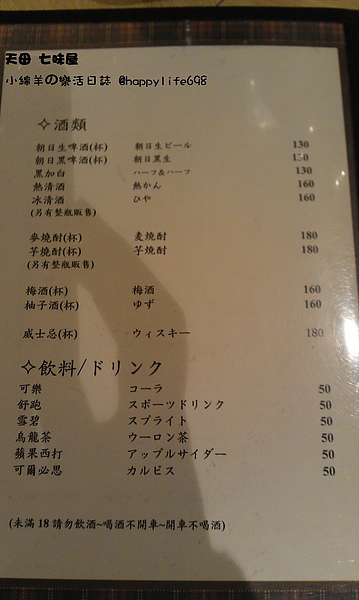 天母 七味屋
小綿羊の樂活日誌 @happylife698
✧酒類
朝日生啤酒(杯) 朝日生ビール 130
朝日黑啤酒(杯) 朝日黒生 130
黑加白 ハーフ&ハーフ 130
熱清酒 熱かん 160
冰清酒 ひや 160
(另有整瓶販售)
麥燒酎(杯) 麦焼酎 180
芋燒酎(杯) 芋焼酎 180
(另有整瓶販售)
梅酒(杯) 梅酒 160
柚子酒(杯) ゆず 160
威士忌(杯) ウィスキー 180
✧飲料/ドリンク
可樂 コーラ 50
舒跑 スポーツドリンク 50
雪碧 スプライト 50
烏龍茶 ウーロン茶 50
蘋果西打 アップルサイダー 50
可爾必思 カルピス 50
(未滿 18 請勿飲酒~喝酒不開車~開車不喝酒)